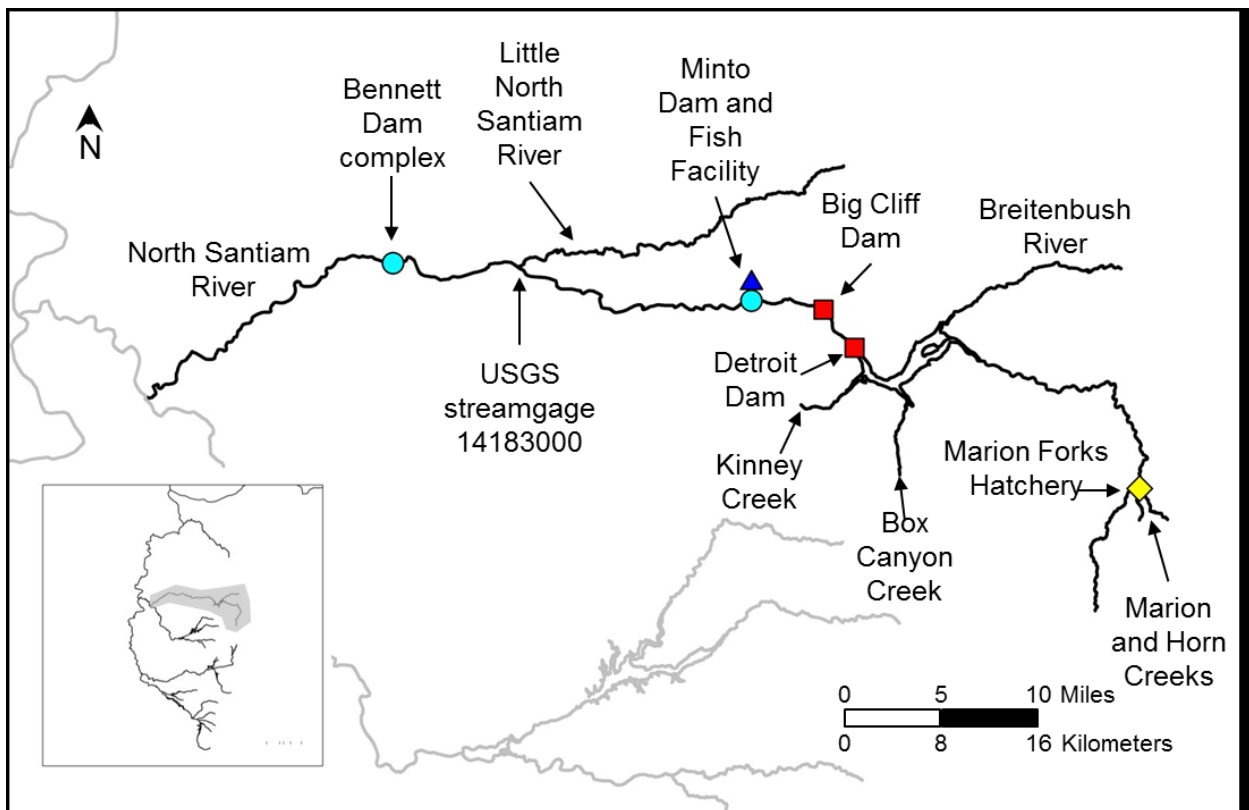 N
North Santiam
River
Bennett
Dam
complex
Little
North
Santiam
River
USGS
streamgage
14183000
Minto
Dam and
Fish
Facility
Big Cliff
Dam
Breitenbush
River
Detroit
Dam
Kinney
Creek
Box
Canyon
Creek
Marion Forks
Hatchery
Marion
and Horn
Creeks
0 5 10 Miles
0 8 16 Kilometers